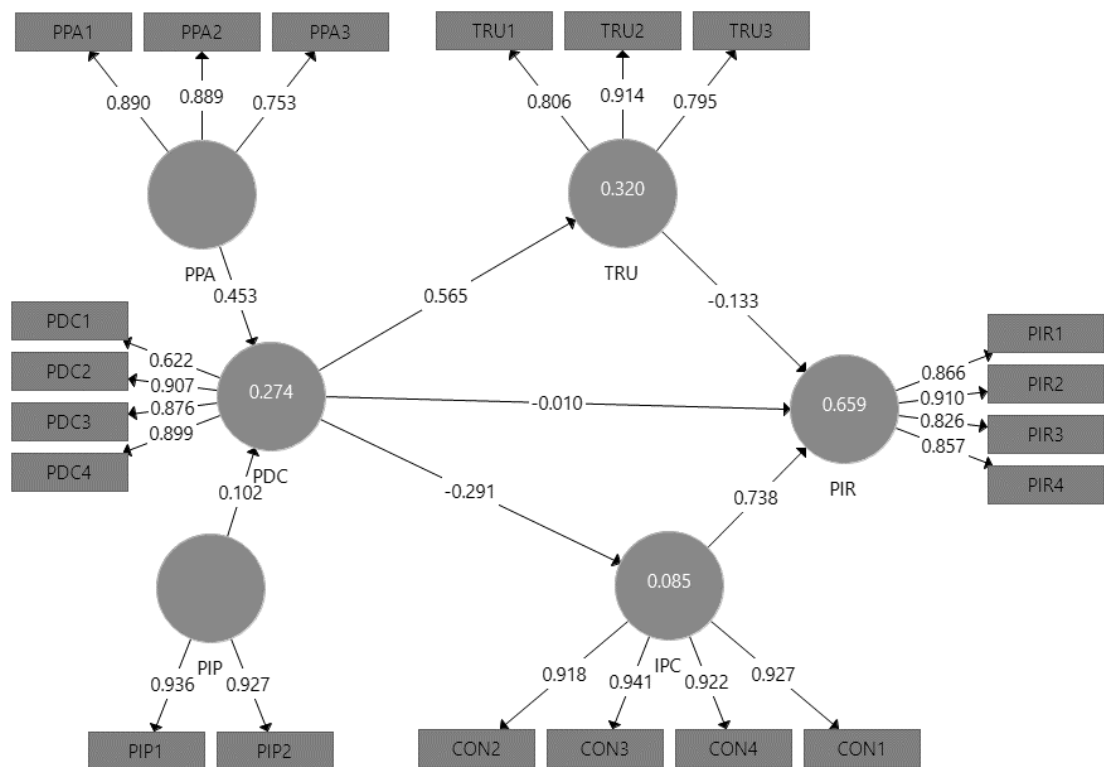 PPA1
PPA2
PPA3
TRU1
TRU2
TRU3
0.890
0.889
0.753
0.806
0.914
0.795
0.320
PPA
TRU
0.453
0.565
-0.133
PDC1
PDC2
PDC3
PDC4
0.622
0.907
0.876
0.899
0.274
PDC
-0.010
0.659
PIR
0.866
0.910
0.826
0.857
PIR1
PIR2
PIR3
PIR4
0.102
-0.291
0.738
0.085
PIP
IPC
0.936
0.927
0.918
0.941
0.922
0.927
PIP1
PIP2
CON2
CON3
CON4
CON1